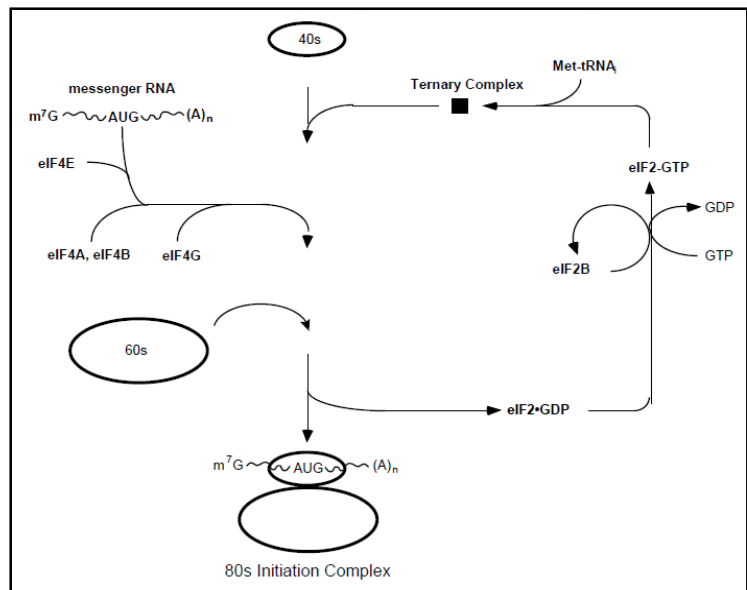 40s
messenger RNA
m⁷G AUG (A)ₙ
Met-tRNAᵢ
Ternary Complex
eIF4E
eIF2-GTP
GDP
eIF4A, eIF4B eIF4G
eIF2B
GTP
60s
eIF2•GDP
m⁷G AUG (A)ₙ
80s Initiation Complex